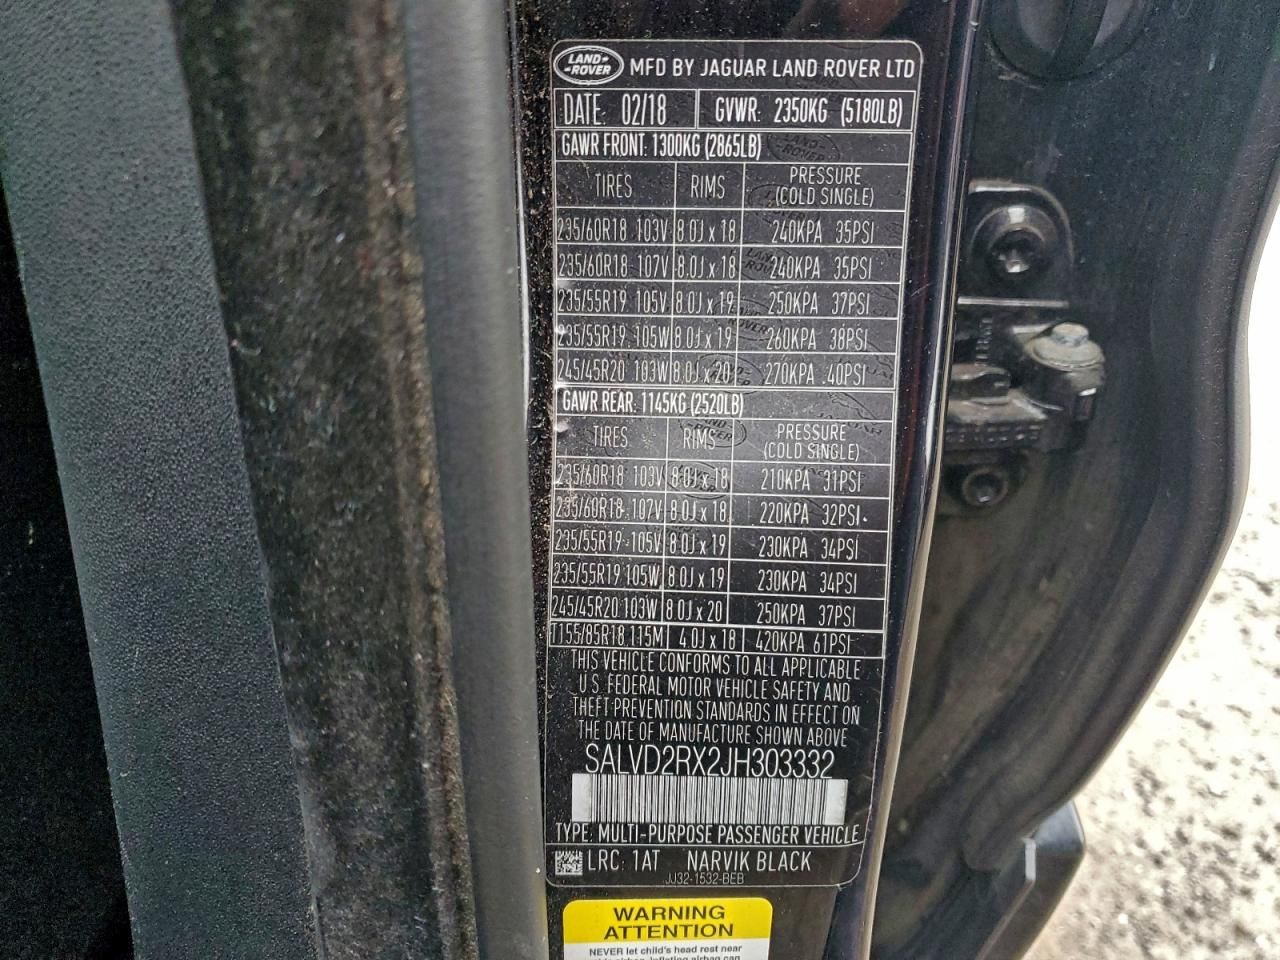 LAND-
-ROVER
MFD BY JAGUAR LAND ROVER LTD
DATE: 02/18 GVWR: 2350KG (5180LB)
GAWR FRONT: 1300KG (2865LB)
TIRES RIMS PRESSURE (COLD SINGLE)
235/60R18 103V 8.0J x 18 240KPA 35PSI
235/60R18 107V 8.0J x 18 240KPA 35PSI
235/55R19 105V 8.0J x 19 250KPA 37PSI
235/55R19 105W 8.0J x 19 260KPA 38PSI
245/45R20 103W 8.0J x 20 270KPA 40PSI
GAWR REAR: 1145KG (2520LB)
TIRES RIMS PRESSURE (COLD SINGLE)
235/60R18 103V 8.0J x 18 210KPA 31PSI
235/60R18 107V 8.0J x 18 220KPA 32PSI
235/55R19 105V 8.0J x 19 230KPA 34PSI
235/55R19 105W 8.0J x 19 230KPA 34PSI
245/45R20 103W 8.0J x 20 250KPA 37PSI
T155/85R18 115M 4.0J x 18 420KPA 61PSI
THIS VEHICLE CONFORMS TO ALL APPLICABLE
U.S. FEDERAL MOTOR VEHICLE SAFETY AND
THEFT PREVENTION STANDARDS IN EFFECT ON
THE DATE OF MANUFACTURE SHOWN ABOVE
SALVD2RX2JH303332
TYPE: MULTI-PURPOSE PASSENGER VEHICLE
LRC: 1AT NARVIK BLACK
JJ32-1532-BEB
WARNING
ATTENTION
NEVER let child's head rest near